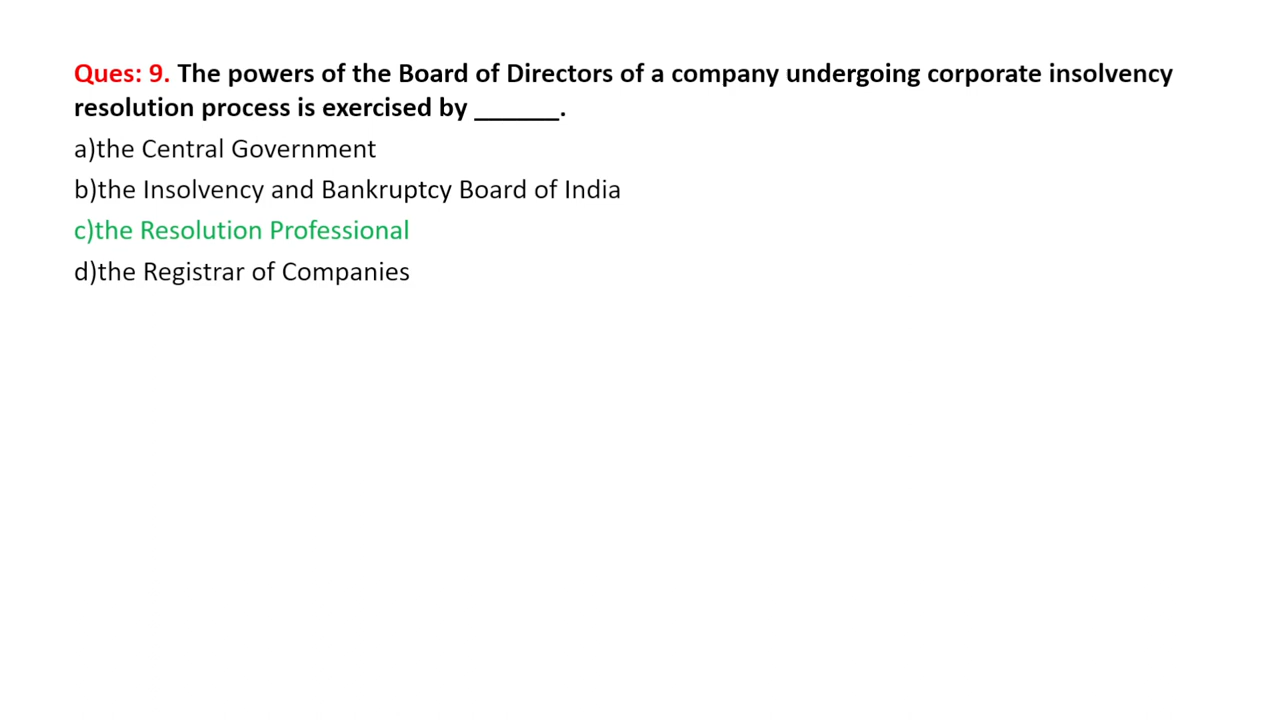 Ques: 9. The powers of the Board of Directors of a company undergoing corporate insolvency
resolution process is exercised by ______.
a)the Central Government
b)the Insolvency and Bankruptcy Board of India
c)the Resolution Professional
d)the Registrar of Companies